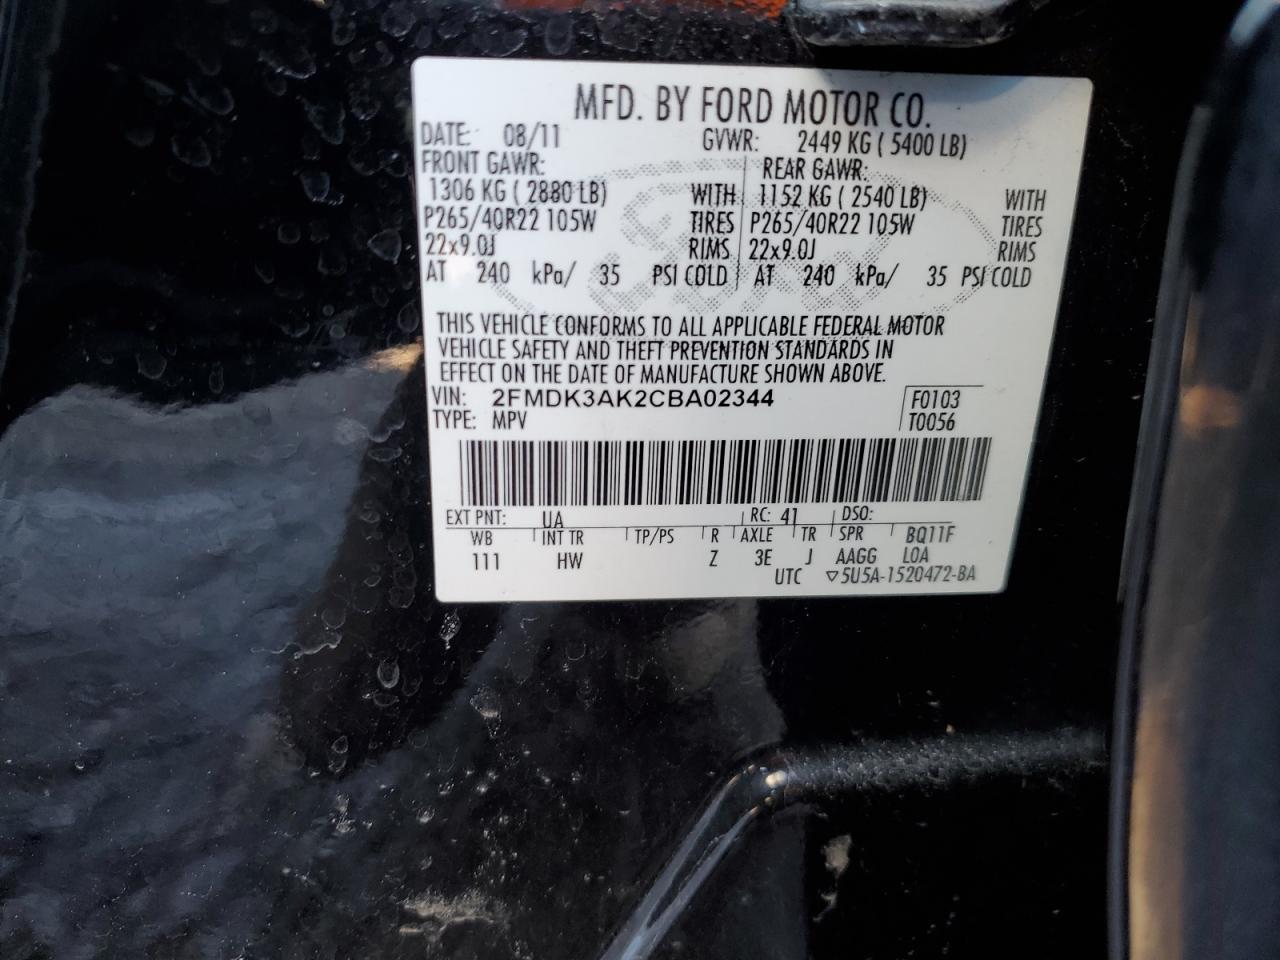 MFD. BY FORD MOTOR CO.
DATE: 08/11 GVWR: 2449 KG ( 5400 LB)
FRONT GAWR: REAR GAWR:
1306 KG ( 2880 LB) WITH 1152 KG ( 2540 LB) WITH
P265/40R22 105W TIRES P265/40R22 105W TIRES
22x9.0J RIMS 22x9.0J RIMS
AT 240 kPa/ 35 PSI COLD AT 240 kPa/ 35 PSI COLD
THIS VEHICLE CONFORMS TO ALL APPLICABLE FEDERAL MOTOR
VEHICLE SAFETY AND THEFT PREVENTION STANDARDS IN
EFFECT ON THE DATE OF MANUFACTURE SHOWN ABOVE.
VIN: 2FMDK3AK2CBA02344 F0103
TYPE: MPV T0056
EXT PNT: UA RC: 41 DSO:
WB INT TR TP/PS R AXLE TR SPR BQ11F
111 HW Z 3E J AAGG LOA
UTC ▽5U5A-1520472-BA